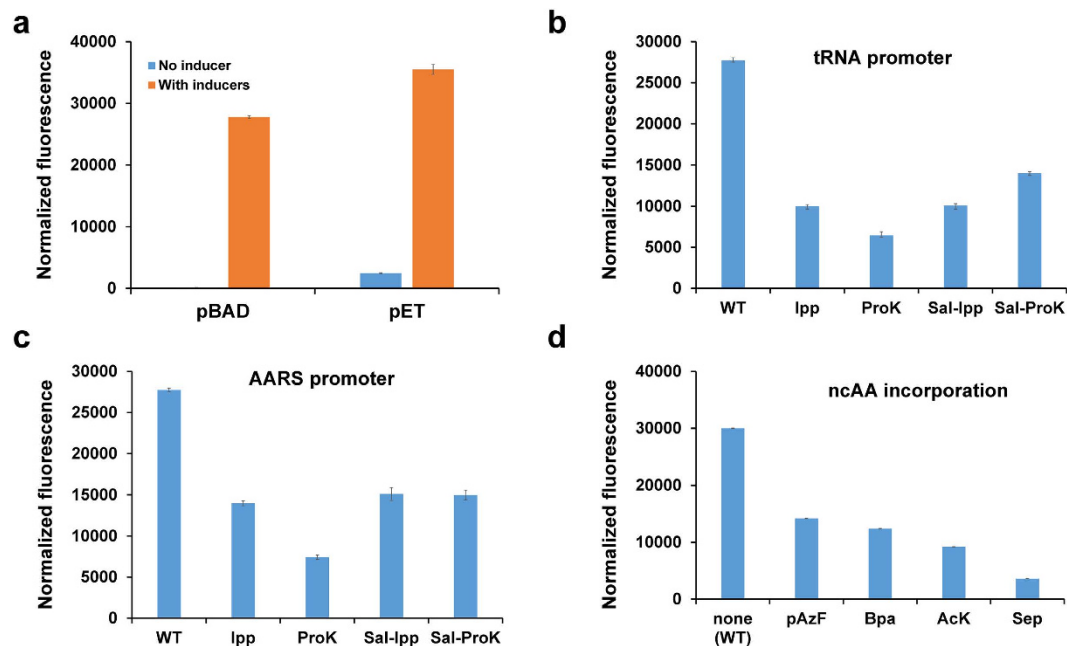 a
40000
30000
20000
10000
0
Normalized fluorescence
No inducer
With inducers
pBAD
pET
b
30000
25000
20000
15000
10000
5000
0
Normalized fluorescence
tRNA promoter
WT
lpp
ProK
Sal-lpp
Sal-ProK
c
30000
25000
20000
15000
10000
5000
0
Normalized fluorescence
AARS promoter
WT
lpp
ProK
Sal-lpp
Sal-ProK
d
40000
30000
20000
10000
0
Normalized fluorescence
ncAA incorporation
none
(WT)
pAzF
Bpa
AcK
Sep